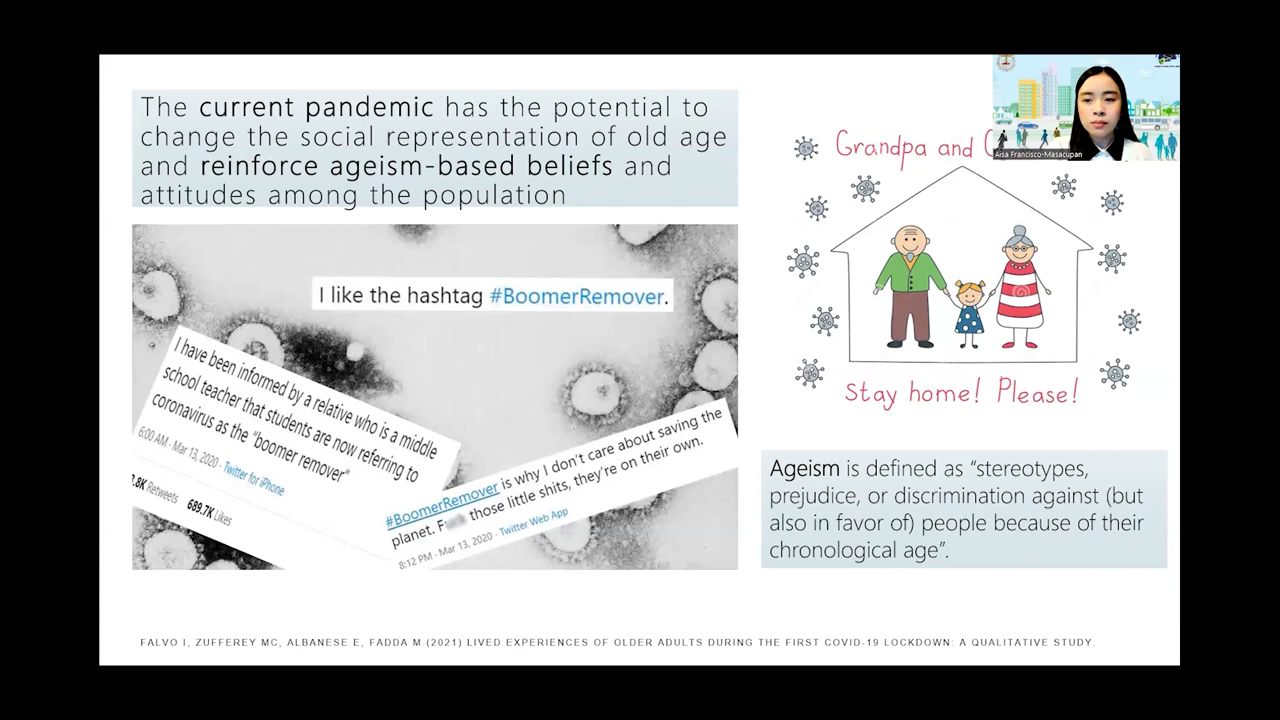 The current pandemic has the potential to
change the social representation of old age
and reinforce ageism-based beliefs and
attitudes among the population
I like the hashtag #BoomerRemover.
I have been informed by a relative who is a middle
school teacher that students are now referring to
coronavirus as the "boomer remover"
6:00 AM · Mar 13, 2020 · Twitter for iPhone
.8K Retweets 689.7K Likes
#BoomerRemover is why I don't care about saving the
planet. F those little shits, they're on their own.
8:12 PM · Mar 13, 2020 · Twitter Web App
Grandpa and
Aisa Francisco-Masacupan
Stay home! Please!
Ageism is defined as “stereotypes,
prejudice, or discrimination against (but
also in favor of) people because of their
chronological age”.
FALVO I, ZUFFEREY MC, ALBANESE E, FADDA M (2021) LIVED EXPERIENCES OF OLDER ADULTS DURING THE FIRST COVID-19 LOCKDOWN: A QUALITATIVE STUDY.